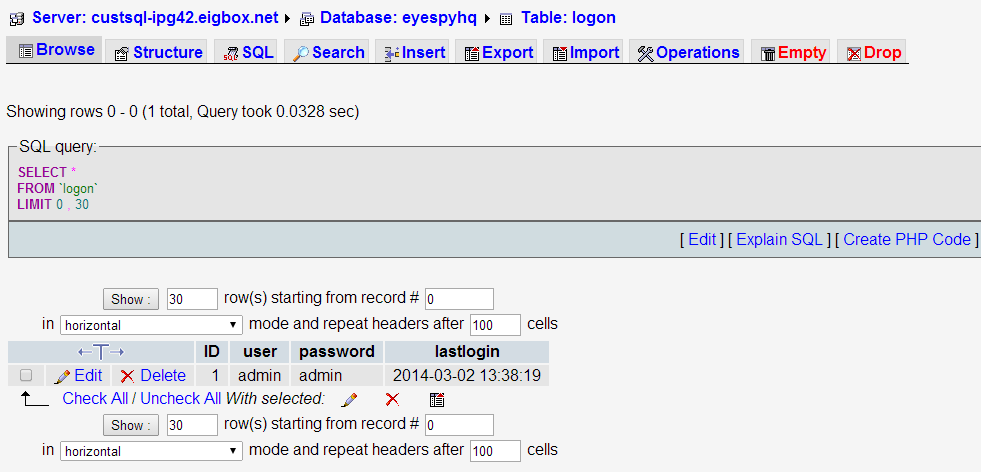 Server: custsql-ipg42.eigbox.net Database: eyespyhq Table: logon
Browse Structure SQL Search Insert Export Import Operations Empty Drop
Showing rows 0 - 0 (1 total, Query took 0.0328 sec)
SQL query:
SELECT *
FROM `logon`
LIMIT 0 , 30
[ Edit ] [ Explain SQL ] [ Create PHP Code ]
Show : 30 row(s) starting from record # 0
in horizontal mode and repeat headers after 100 cells
←T→ ID user password lastlogin
Edit Delete 1 admin admin 2014-03-02 13:38:19
Check All / Uncheck All With selected:
Show : 30 row(s) starting from record # 0
in horizontal mode and repeat headers after 100 cells